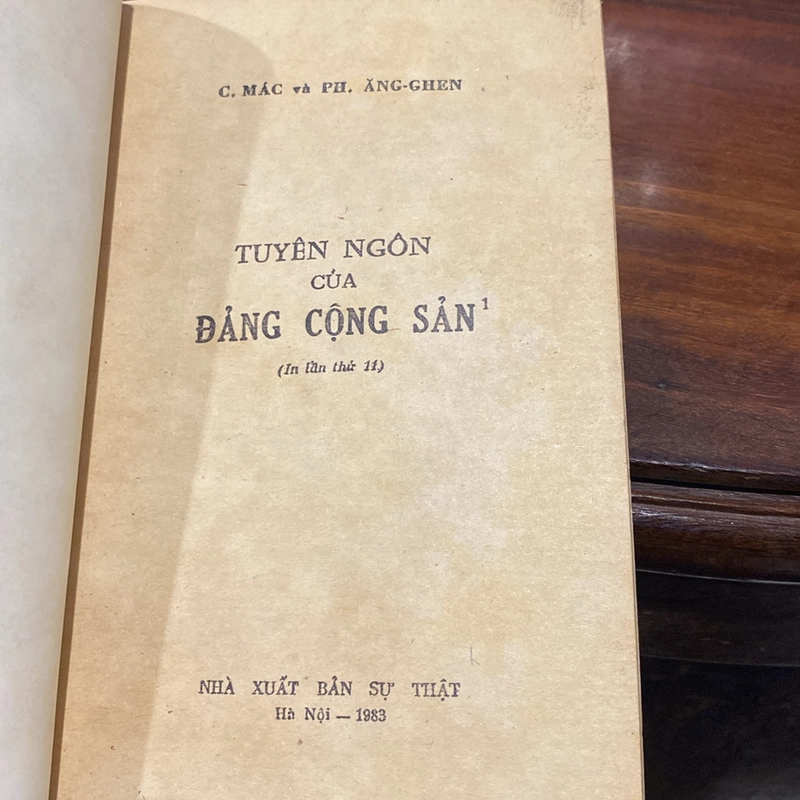 C. MÁC và PH. ĂNG-GHEN
TUYÊN NGÔN
CỦA
ĐẢNG CỘNG SẢN¹
(In lần thứ 11)
NHÀ XUẤT BẢN SỰ THẬT
Hà Nội — 1983